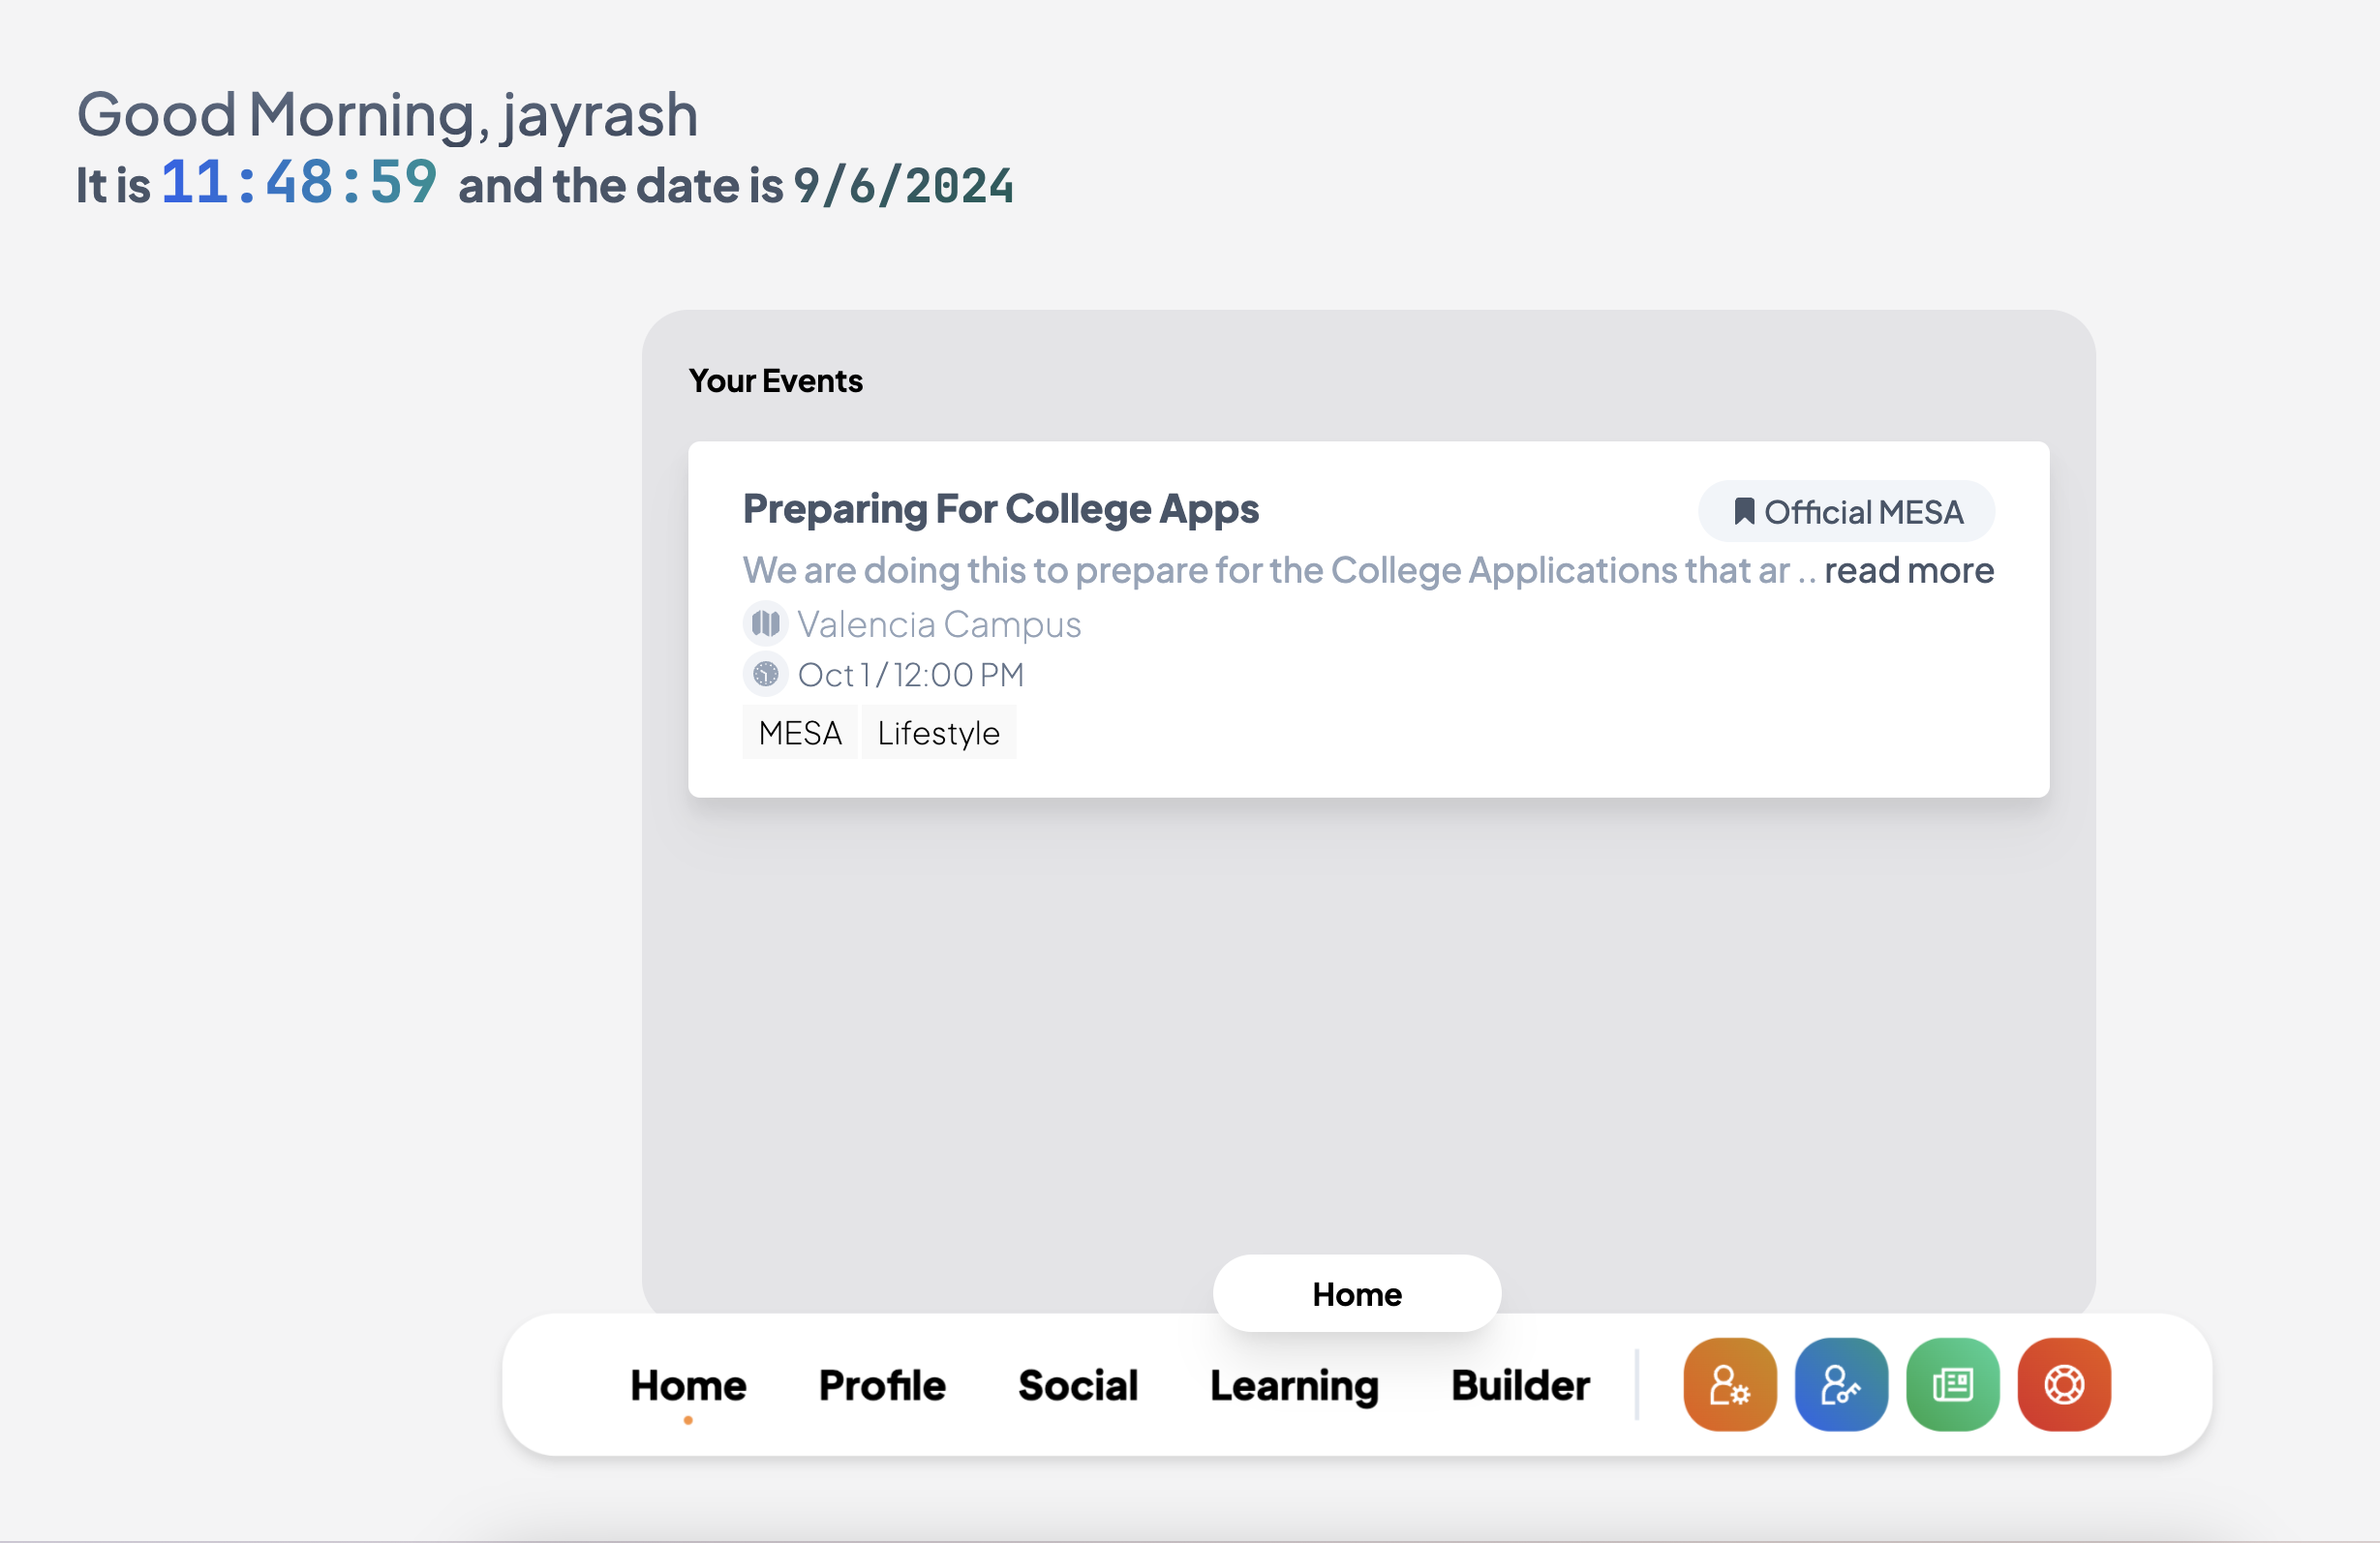 Good Morning, jayrash
It is 11:48:59 and the date is 9/6/2024
Your Events
Preparing For College Apps
Official MESA
We are doing this to prepare for the College Applications that ar .. read more
Valencia Campus
Oct 1 / 12:00 PM
MESA Lifestyle
Home
Home Profile Social Learning Builder